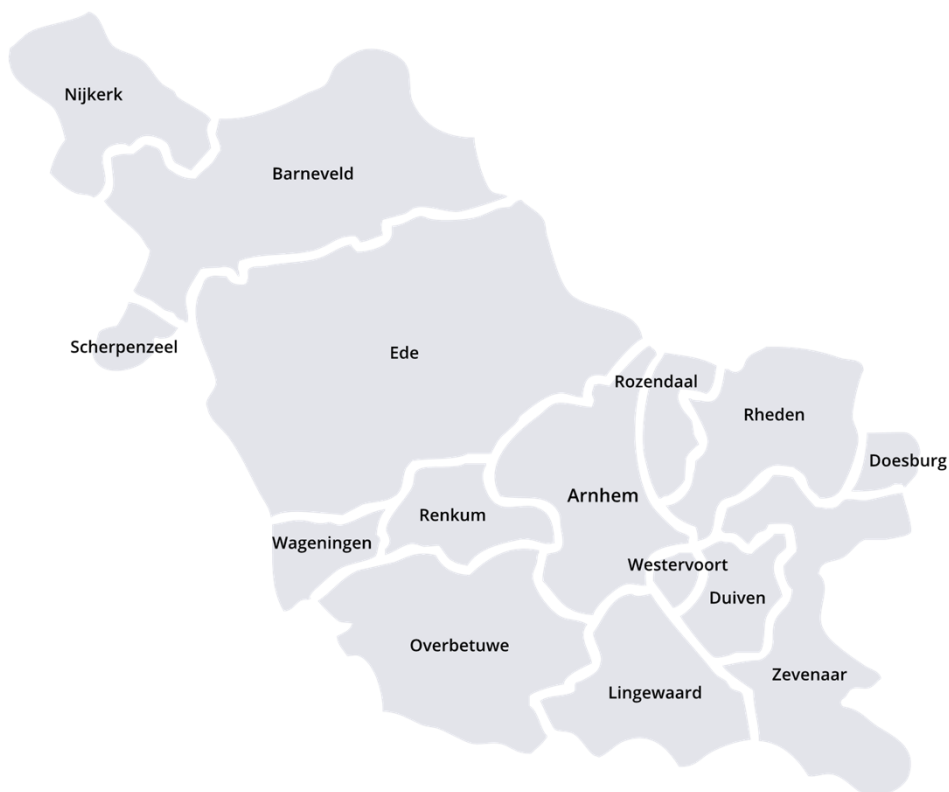 Nijkerk
Barneveld
Scherpenzeel
Ede
Rozendaal
Rheden
Doesburg
Arnhem
Renkum
Wageningen
Westervoort
Duiven
Overbetuwe
Zevenaar
Lingewaard